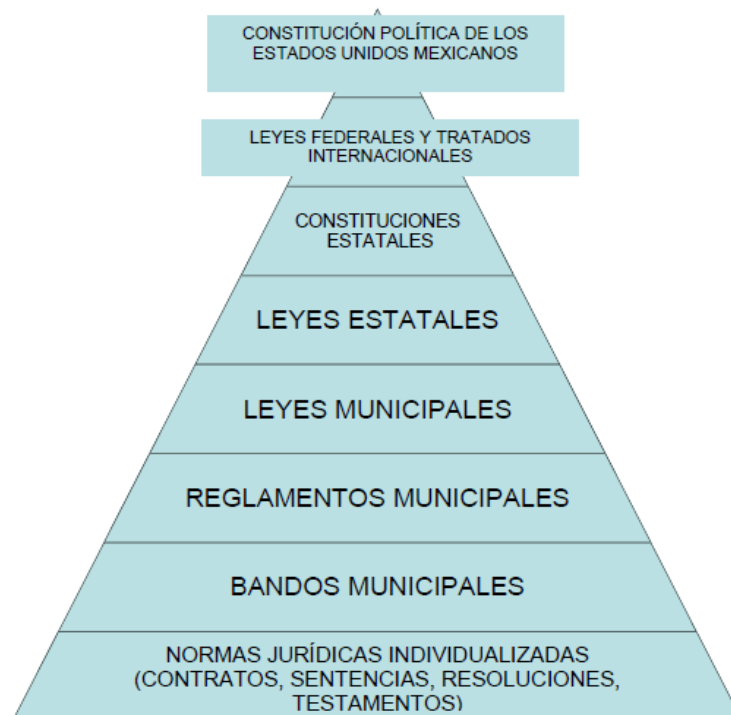 CONSTITUCIÓN POLÍTICA DE LOS
ESTADOS UNIDOS MEXICANOS
LEYES FEDERALES Y TRATADOS
INTERNACIONALES
CONSTITUCIONES
ESTATALES
LEYES ESTATALES
LEYES MUNICIPALES
REGLAMENTOS MUNICIPALES
BANDOS MUNICIPALES
NORMAS JURÍDICAS INDIVIDUALIZADAS
(CONTRATOS, SENTENCIAS, RESOLUCIONES,
TESTAMENTOS)